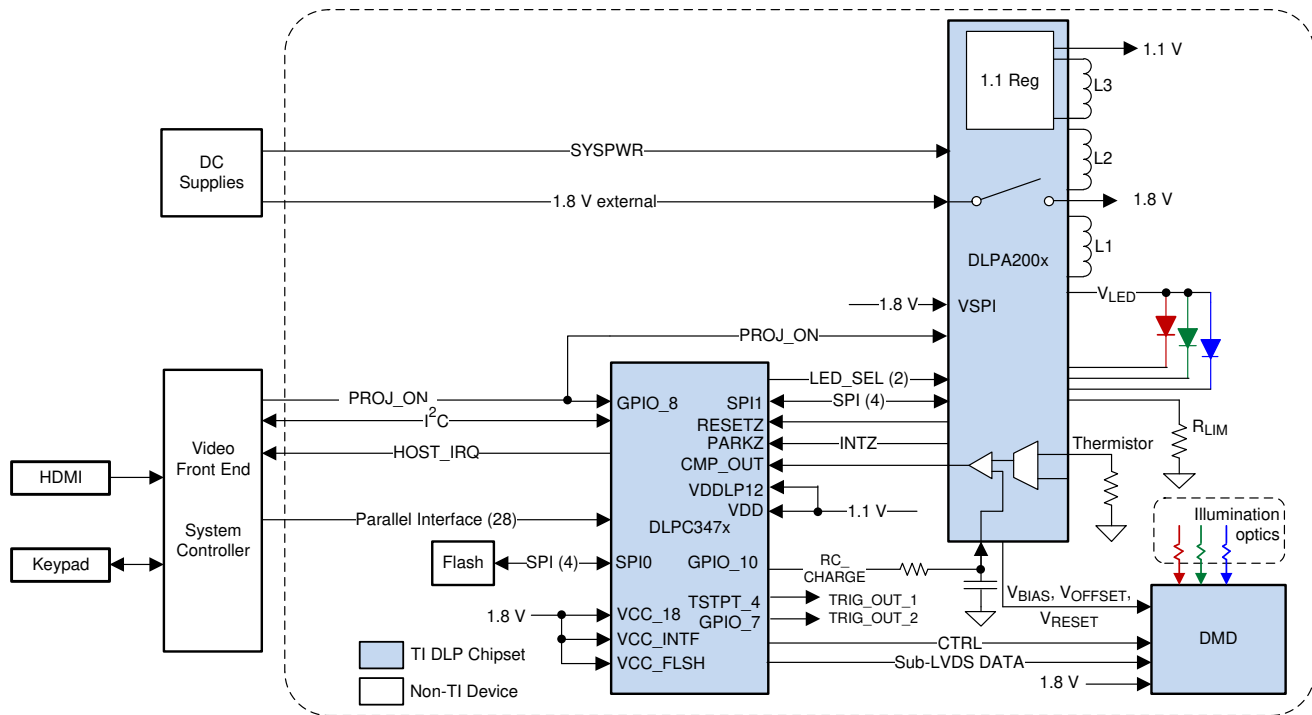 1.1 V
1.1 Reg
L3
DC
Supplies
SYSPWR
L2
1.8 V external
1.8 V
L1
DLPA200x
VLED
1.8 V
VSPI
PROJ_ON
LED_SEL (2)
PROJ_ON
GPIO_8
SPI1
SPI (4)
I2C
RESETZ
RLIM
Video
Front End
PARKZ
INTZ
Thermistor
HOST_IRQ
CMP_OUT
HDMI
VDDLP12
VDD
1.1 V
System
Controller
Parallel Interface (28)
DLPC347x
Illumination
optics
Keypad
Flash
SPI (4)
SPI0
GPIO_10
RC_
CHARGE
VBIAS, VOFFSET,
VRESET
TSTPT_4
TRIG_OUT_1
1.8 V
VCC_18
GPIO_7
TRIG_OUT_2
VCC_INTF
DMD
CTRL
TI DLP Chipset
VCC_FLSH
Sub-LVDS DATA
1.8 V
Non-TI Device